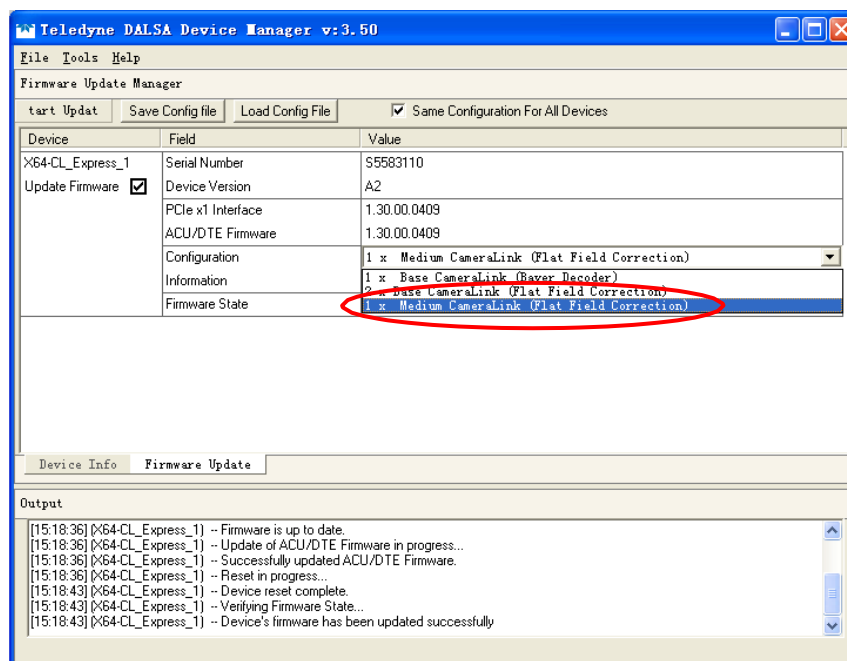 Teledyne DALSA Device Manager v:3.50
File Tools Help
Firmware Update Manager
tart Updat Save Config file Load Config File Same Configuration For All Devices
Device Field Value
X64-CL_Express_1 Serial Number S5583110
Update Firmware Device Version A2
PCIe x1 Interface 1.30.00.0409
ACU/DTE Firmware 1.30.00.0409
Configuration 1 x Medium CameraLink (Flat Field Correction)
Information 1 x Base CameraLink (Bayer Decoder)
2 x Base CameraLink (Flat Field Correction)
Firmware State 1 x Medium CameraLink (Flat Field Correction)
Device Info Firmware Update
Output
[15:18:36] (X64-CL_Express_1) -- Firmware is up to date.
[15:18:36] (X64-CL_Express_1) -- Update of ACU/DTE Firmware in progress...
[15:18:36] (X64-CL_Express_1) -- Successfully updated ACU/DTE Firmware.
[15:18:36] (X64-CL_Express_1) -- Reset in progress...
[15:18:43] (X64-CL_Express_1) -- Device reset complete.
[15:18:43] (X64-CL_Express_1) -- Verifying Firmware State...
[15:18:43] (X64-CL_Express_1) -- Device's firmware has been updated successfully